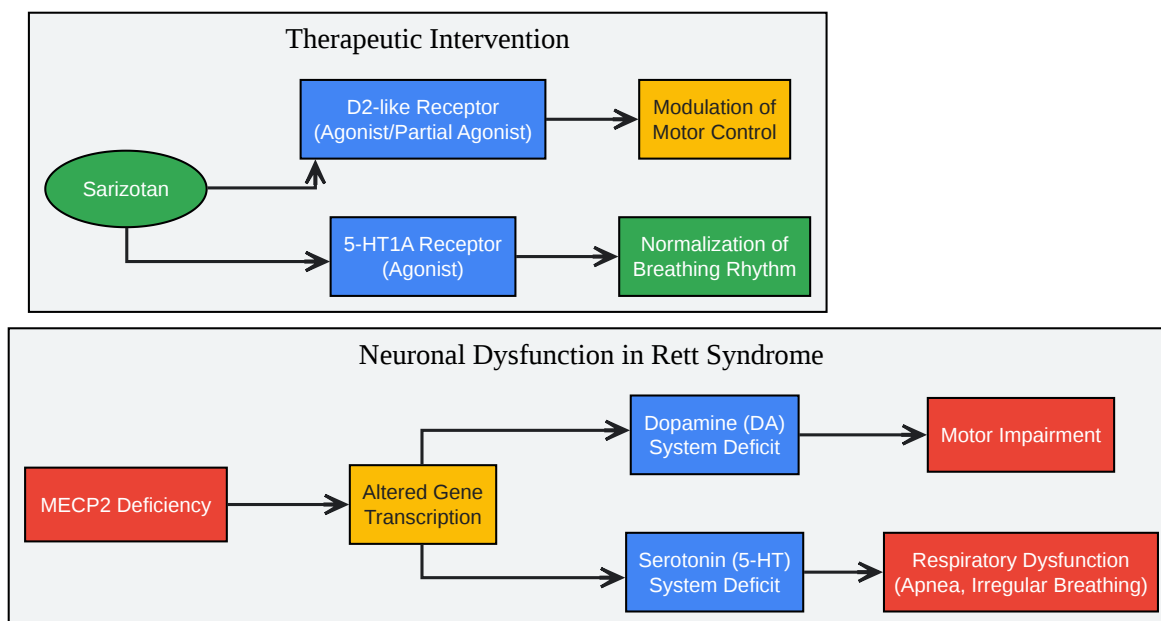 Therapeutic Intervention
D2-like Receptor
(Agonist/Partial Agonist)
Modulation of
Motor Control
Sarizotan
5-HT1A Receptor
(Agonist)
Normalization of
Breathing Rhythm
Neuronal Dysfunction in Rett Syndrome
Dopamine (DA)
System Deficit
Motor Impairment
MECP2 Deficiency
Altered Gene
Transcription
Serotonin (5-HT)
System Deficit
Respiratory Dysfunction
(Apnea, Irregular Breathing)